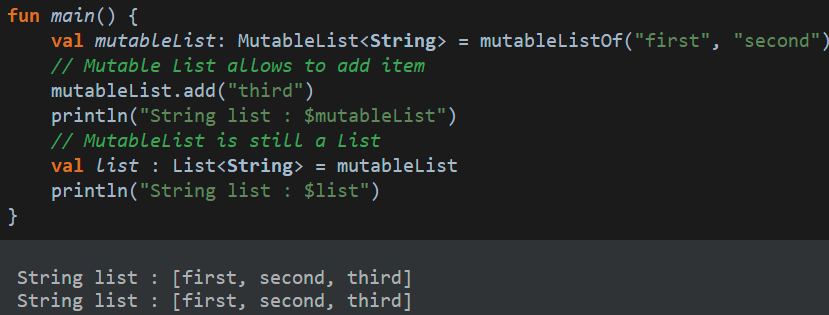 fun main() {
    val mutableList: MutableList<String> = mutableListOf("first", "second")
    // Mutable List allows to add item
    mutableList.add("third")
    println("String list : $mutableList")
    // MutableList is still a List
    val list : List<String> = mutableList
    println("String list : $list")
}
String list : [first, second, third]
String list : [first, second, third]